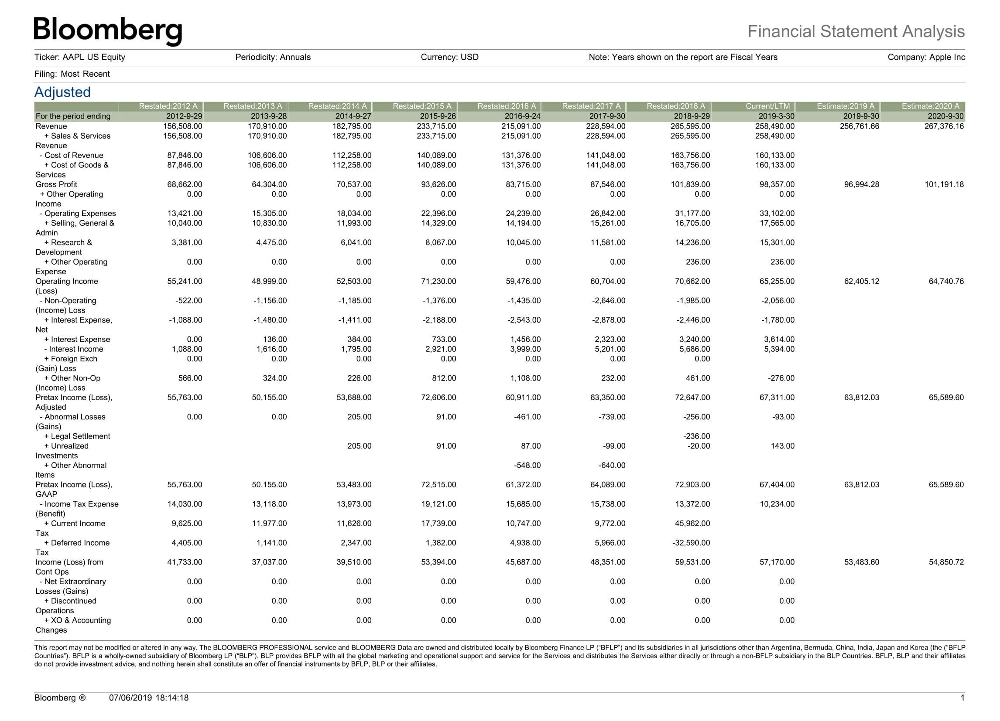 Bloomberg
Financial Statement Analysis
Ticker: AAPL US Equity Periodicity: Annuals Currency: USD Note: Years shown on the report are Fiscal Years Company: Apple Inc
Filing: Most Recent
Adjusted
Restated:2012 A Restated:2013 A Restated:2014 A Restated:2015 A Restated:2016 A Restated:2017 A Restated:2018 A Current/LTM Estimate:2019 A Estimate:2020 A
For the period ending 2012-9-29 2013-9-28 2014-9-27 2015-9-26 2016-9-24 2017-9-30 2018-9-29 2019-3-30 2019-9-30 2020-9-30
Revenue 156,508.00 170,910.00 182,795.00 233,715.00 215,091.00 228,594.00 265,595.00 258,490.00 256,761.66 267,376.16
+ Sales & Services 156,508.00 170,910.00 182,795.00 233,715.00 215,091.00 228,594.00 265,595.00 258,490.00
Revenue
- Cost of Revenue 87,846.00 106,606.00 112,258.00 140,089.00 131,376.00 141,048.00 163,756.00 160,133.00
+ Cost of Goods & 87,846.00 106,606.00 112,258.00 140,089.00 131,376.00 141,048.00 163,756.00 160,133.00
Services
Gross Profit 68,662.00 64,304.00 70,537.00 93,626.00 83,715.00 87,546.00 101,839.00 98,357.00 96,994.28 101,191.18
+ Other Operating 0.00 0.00 0.00 0.00 0.00 0.00 0.00 0.00
Income
- Operating Expenses 13,421.00 15,305.00 18,034.00 22,396.00 24,239.00 26,842.00 31,177.00 33,102.00
+ Selling, General & 10,040.00 10,830.00 11,993.00 14,329.00 14,194.00 15,261.00 16,705.00 17,565.00
Admin
+ Research & 3,381.00 4,475.00 6,041.00 8,067.00 10,045.00 11,581.00 14,236.00 15,301.00
Development
+ Other Operating 0.00 0.00 0.00 0.00 0.00 0.00 236.00 236.00
Expense
Operating Income 55,241.00 48,999.00 52,503.00 71,230.00 59,476.00 60,704.00 70,662.00 65,255.00 62,405.12 64,740.76
(Loss)
- Non-Operating -522.00 -1,156.00 -1,185.00 -1,376.00 -1,435.00 -2,646.00 -1,985.00 -2,056.00
(Income) Loss
+ Interest Expense, -1,088.00 -1,480.00 -1,411.00 -2,188.00 -2,543.00 -2,878.00 -2,446.00 -1,780.00
Net
+ Interest Expense 0.00 136.00 384.00 733.00 1,456.00 2,323.00 3,240.00 3,614.00
- Interest Income 1,088.00 1,616.00 1,795.00 2,921.00 3,999.00 5,201.00 5,686.00 5,394.00
+ Foreign Exch 0.00 0.00 0.00 0.00 0.00 0.00 0.00
(Gain) Loss
+ Other Non-Op 566.00 324.00 226.00 812.00 1,108.00 232.00 461.00 -276.00
(Income) Loss
Pretax Income (Loss), 55,763.00 50,155.00 53,688.00 72,606.00 60,911.00 63,350.00 72,647.00 67,311.00 63,812.03 65,589.60
Adjusted
- Abnormal Losses 0.00 0.00 205.00 91.00 -461.00 -739.00 -256.00 -93.00
(Gains)
+ Legal Settlement -236.00
+ Unrealized 205.00 91.00 87.00 -99.00 -20.00 143.00
Investments
+ Other Abnormal -548.00 -640.00
Items
Pretax Income (Loss), 55,763.00 50,155.00 53,483.00 72,515.00 61,372.00 64,089.00 72,903.00 67,404.00 63,812.03 65,589.60
GAAP
- Income Tax Expense 14,030.00 13,118.00 13,973.00 19,121.00 15,685.00 15,738.00 13,372.00 10,234.00
(Benefit)
+ Current Income 9,625.00 11,977.00 11,626.00 17,739.00 10,747.00 9,772.00 45,962.00
Tax
+ Deferred Income 4,405.00 1,141.00 2,347.00 1,382.00 4,938.00 5,966.00 -32,590.00
Tax
Income (Loss) from 41,733.00 37,037.00 39,510.00 53,394.00 45,687.00 48,351.00 59,531.00 57,170.00 53,483.60 54,850.72
Cont Ops
- Net Extraordinary 0.00 0.00 0.00 0.00 0.00 0.00 0.00 0.00
Losses (Gains)
+ Discontinued 0.00 0.00 0.00 0.00 0.00 0.00 0.00 0.00
Operations
+ XO & Accounting 0.00 0.00 0.00 0.00 0.00 0.00 0.00 0.00
Changes
This report may not be modified or altered in any way. The BLOOMBERG PROFESSIONAL service and BLOOMBERG Data are owned and distributed locally by Bloomberg Finance LP (“BFLP”) and its subsidiaries in all jurisdictions other than Argentina, Bermuda, China, India, Japan and Korea (the (“BFLP
Countries”). BFLP is a wholly-owned subsidiary of Bloomberg LP (“BLP”). BLP provides BFLP with all the global marketing and operational support and service for the Services and distributes the Services either directly or through a non-BFLP subsidiary in the BLP Countries. BFLP, BLP and their affiliates
do not provide investment advice, and nothing herein shall constitute an offer of financial instruments by BFLP, BLP or their affiliates.
Bloomberg ® 07/06/2019 18:14:18 1